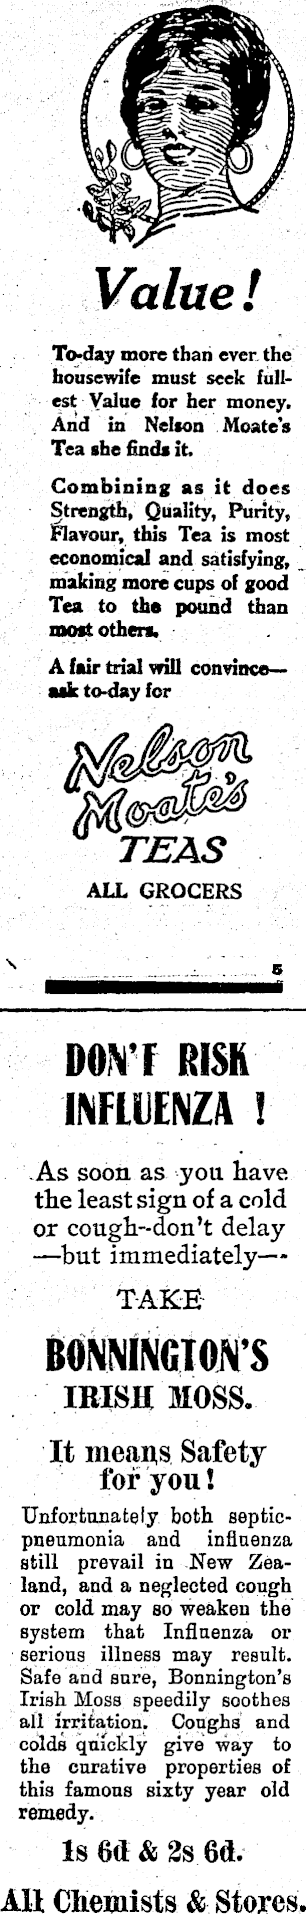 Value!
To-day more than ever the
housewife must seek full-
est Value for her money.
And in Nelson Moate's
Tea she finds it.
Combining as it does
Strength, Quality, Purity,
Flavour, this Tea is most
economical and satisfying,
making more cups of good
Tea to the pound than
most others.
A fair trial will convince—
ask to-day for
Nelson
Moate's
TEAS
ALL GROCERS
5
DON'T RISK
INFLUENZA !
As soon as you have
the least sign of a cold
or cough--don't delay
—but immediately—
TAKE
BONNINGTON'S
IRISH MOSS.
It means Safety
for you!
Unfortunately both septic-
pneumonia and influenza
still prevail in New Zea-
land, and a neglected cough
or cold may so weaken the
system that Influenza or
serious illness may result.
Safe and sure, Bonnington's
Irish Moss speedily soothes
all irritation. Coughs and
colds quickly give way to
the curative properties of
this famous sixty year old
remedy.
1s 6d & 2s 6d.
All Chemists & Stores.